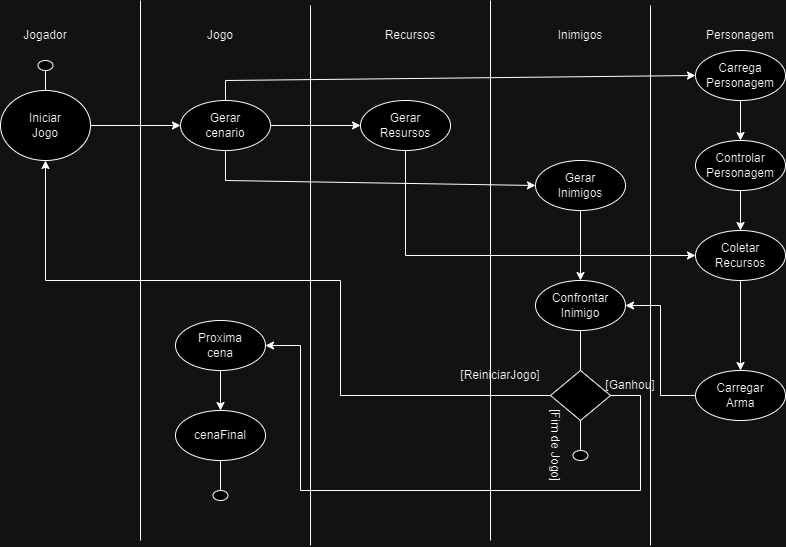 Jogador
Jogo
Recursos
Inimigos
Personagem
Iniciar
Jogo
Gerar
cenario
Gerar
Recursos
Gerar
Inimigos
Carrega
Personagem
Controlar
Personagem
Coletar
Recursos
Confrontar
Inimigo
Carregar
Arma
Proxima
cena
cenaFinal
[ReiniciarJogo]
[Ganhou]
[Fim de Jogo]